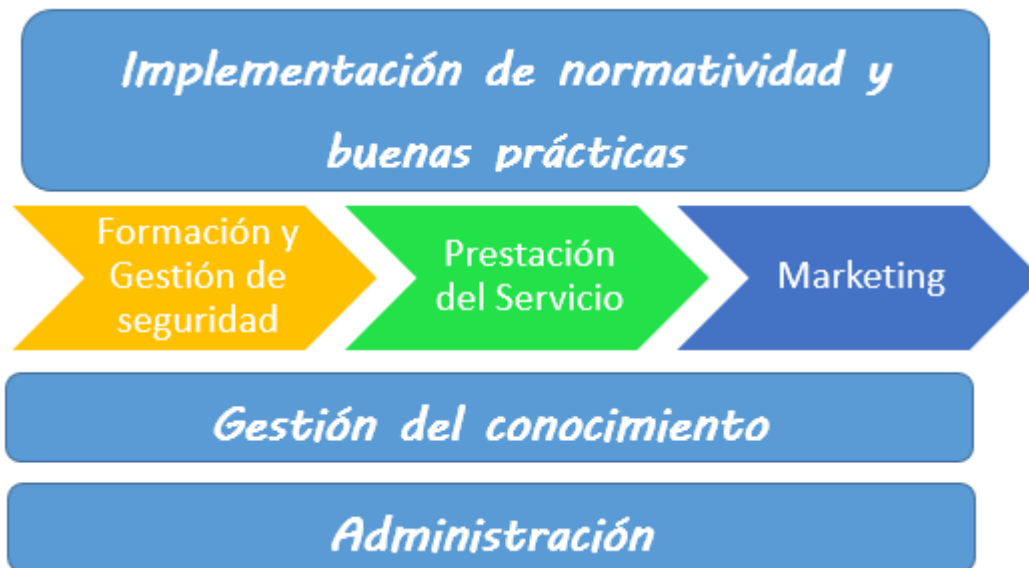 Implementación de normatividad y
buenas prácticas
Formación y
Gestión de
seguridad
Prestación
del Servicio
Marketing
Gestión del conocimiento
Administración